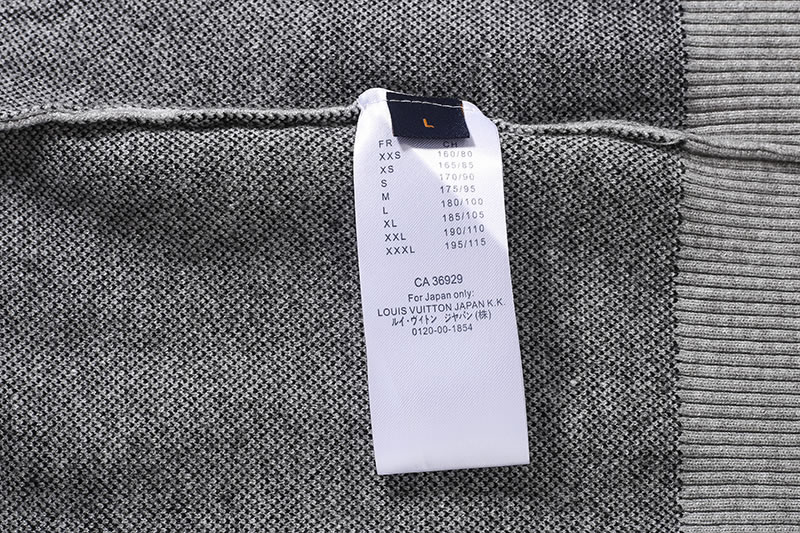 L
FR CH
XXS 160/80
XS 165/85
S 170/90
M 175/95
L 180/100
XL 185/105
XXL 190/110
XXXL 195/115
CA 36929
For Japan only:
LOUIS VUITTON JAPAN K.K.
ルイ・ヴィトン ジャパン(株)
0120-00-1854